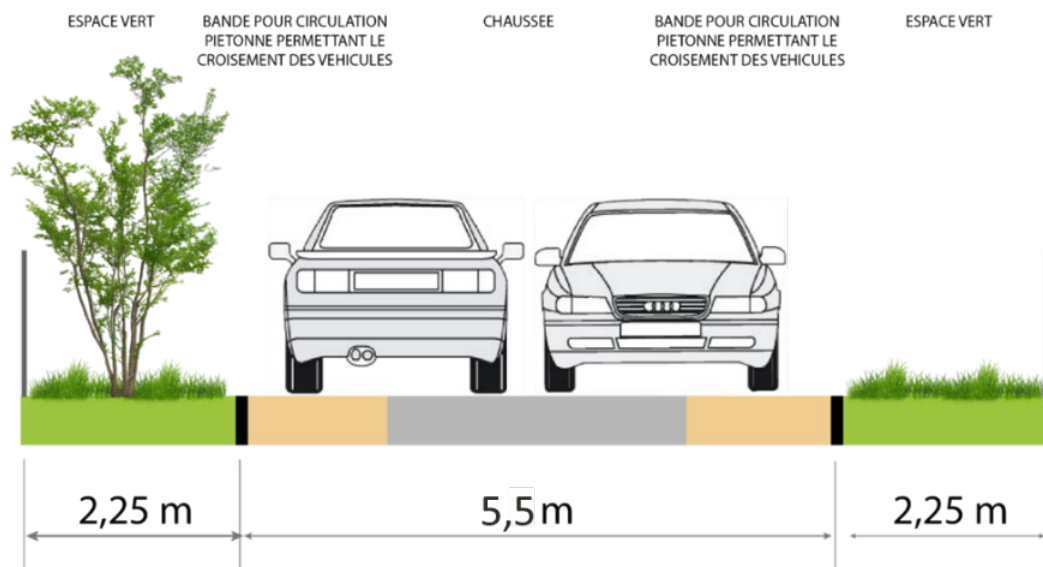 ESPACE VERT
BANDE POUR CIRCULATION
PIETONNE PERMETTANT LE
CROISEMENT DES VEHICULES
CHAUSSEE
BANDE POUR CIRCULATION
PIETONNE PERMETTANT LE
CROISEMENT DES VEHICULES
ESPACE VERT
2,25 m
5,5 m
2,25 m